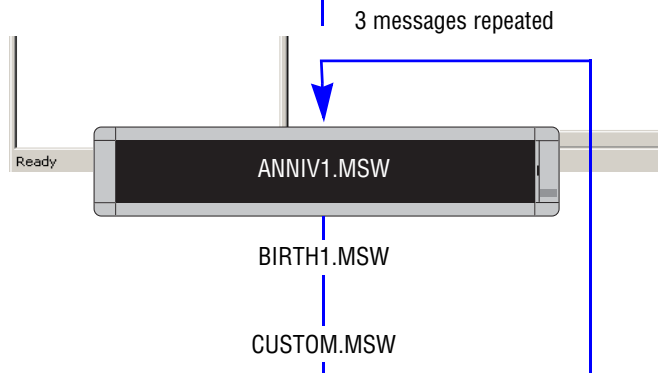 3 messages repeated
Ready
ANNIV1.MSW
BIRTH1.MSW
CUSTOM.MSW